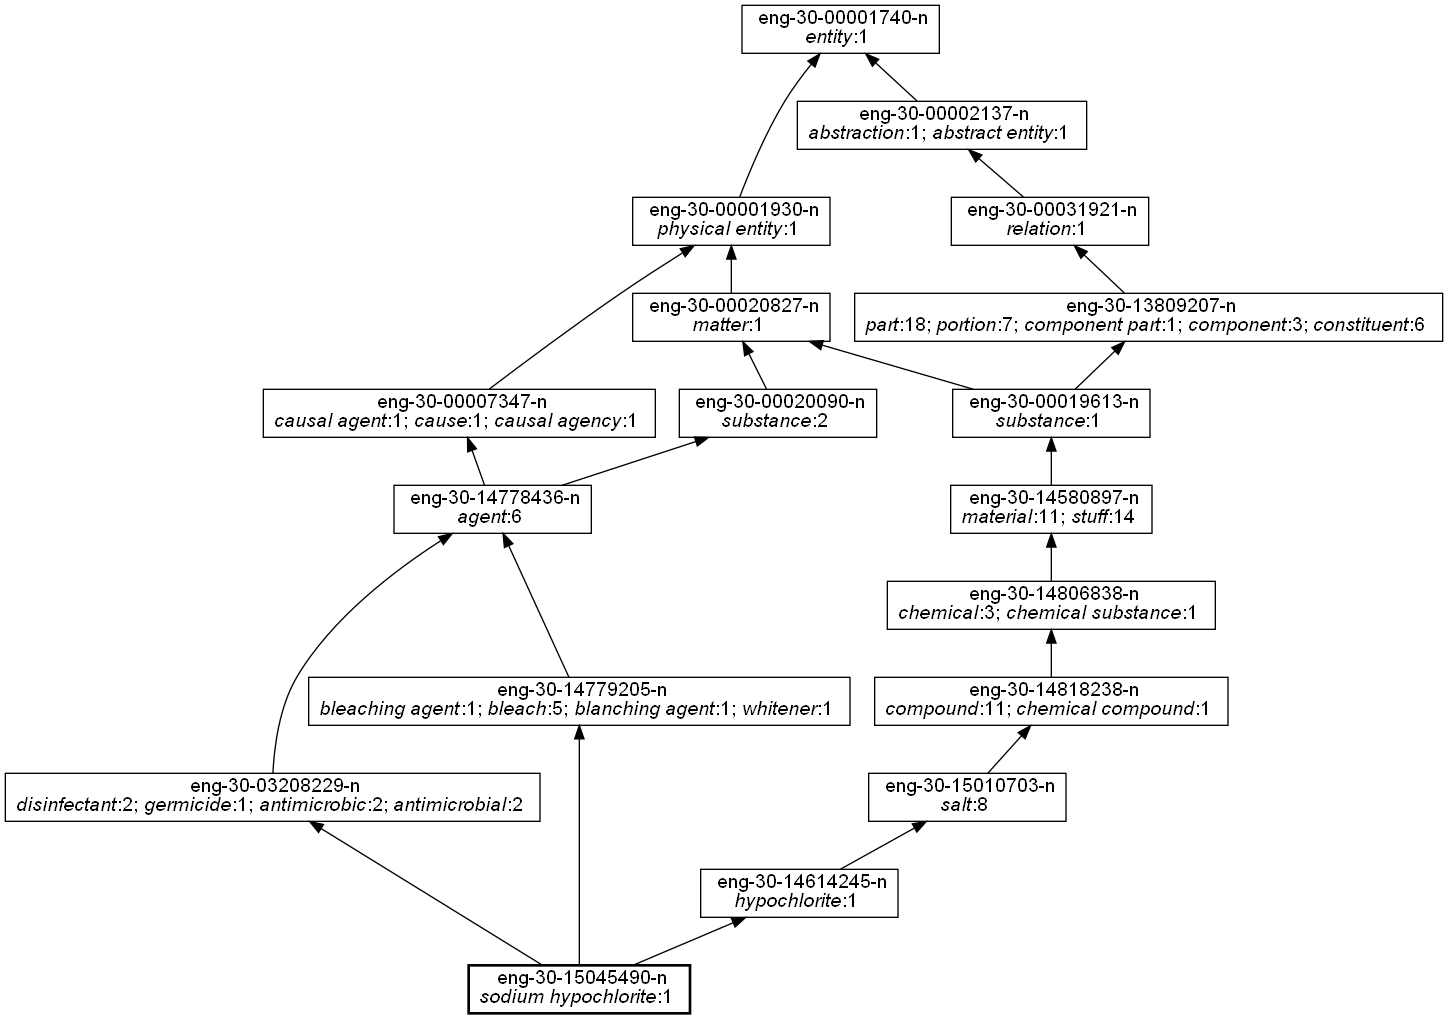 eng-30-00001740-n
entity:1
eng-30-00002137-n
abstraction:1; abstract entity:1
eng-30-00001930-n
physical entity:1
eng-30-00031921-n
relation:1
eng-30-00020827-n
matter:1
eng-30-13809207-n
part:18; portion:7; component part:1; component:3; constituent:6
eng-30-00007347-n
causal agent:1; cause:1; causal agency:1
eng-30-00020090-n
substance:2
eng-30-00019613-n
substance:1
eng-30-14778436-n
agent:6
eng-30-14580897-n
material:11; stuff:14
eng-30-14806838-n
chemical:3; chemical substance:1
eng-30-14779205-n
bleaching agent:1; bleach:5; blanching agent:1; whitener:1
eng-30-14818238-n
compound:11; chemical compound:1
eng-30-03208229-n
disinfectant:2; germicide:1; antimicrobic:2; antimicrobial:2
eng-30-15010703-n
salt:8
eng-30-14614245-n
hypochlorite:1
eng-30-15045490-n
sodium hypochlorite:1